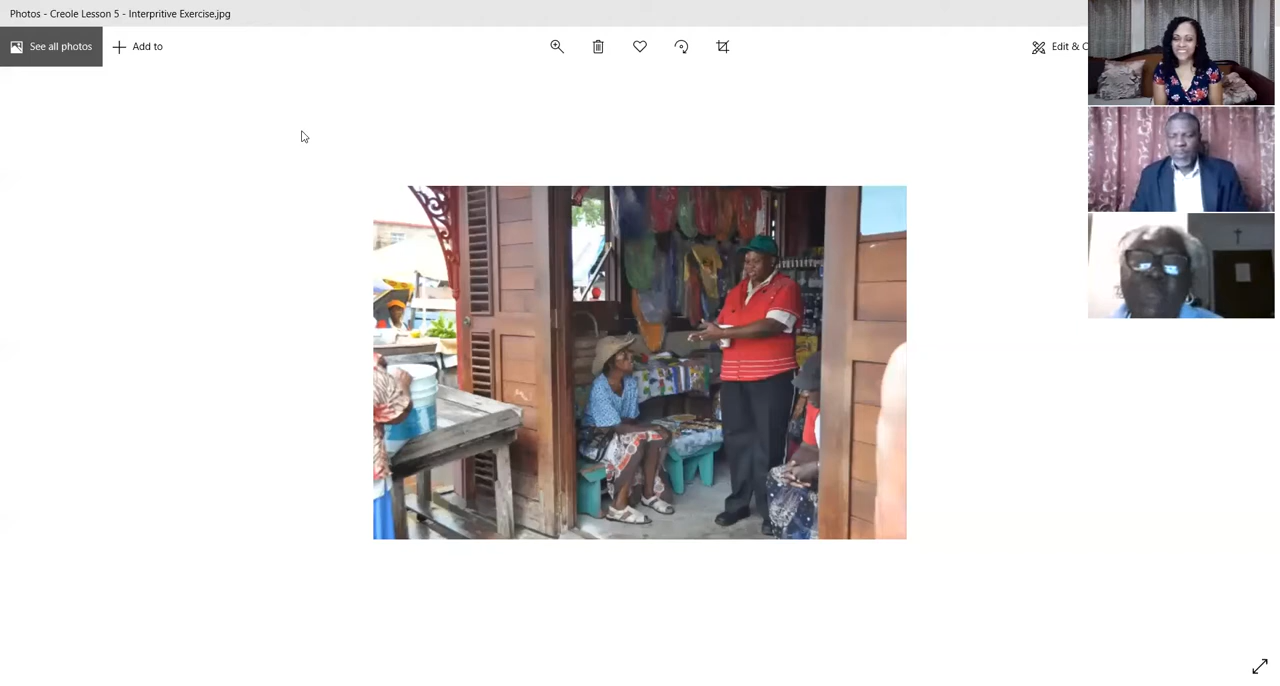 Photos - Creole Lesson 5 - Interpritive Exercise.jpg
See all photos
Add to
Edit & C